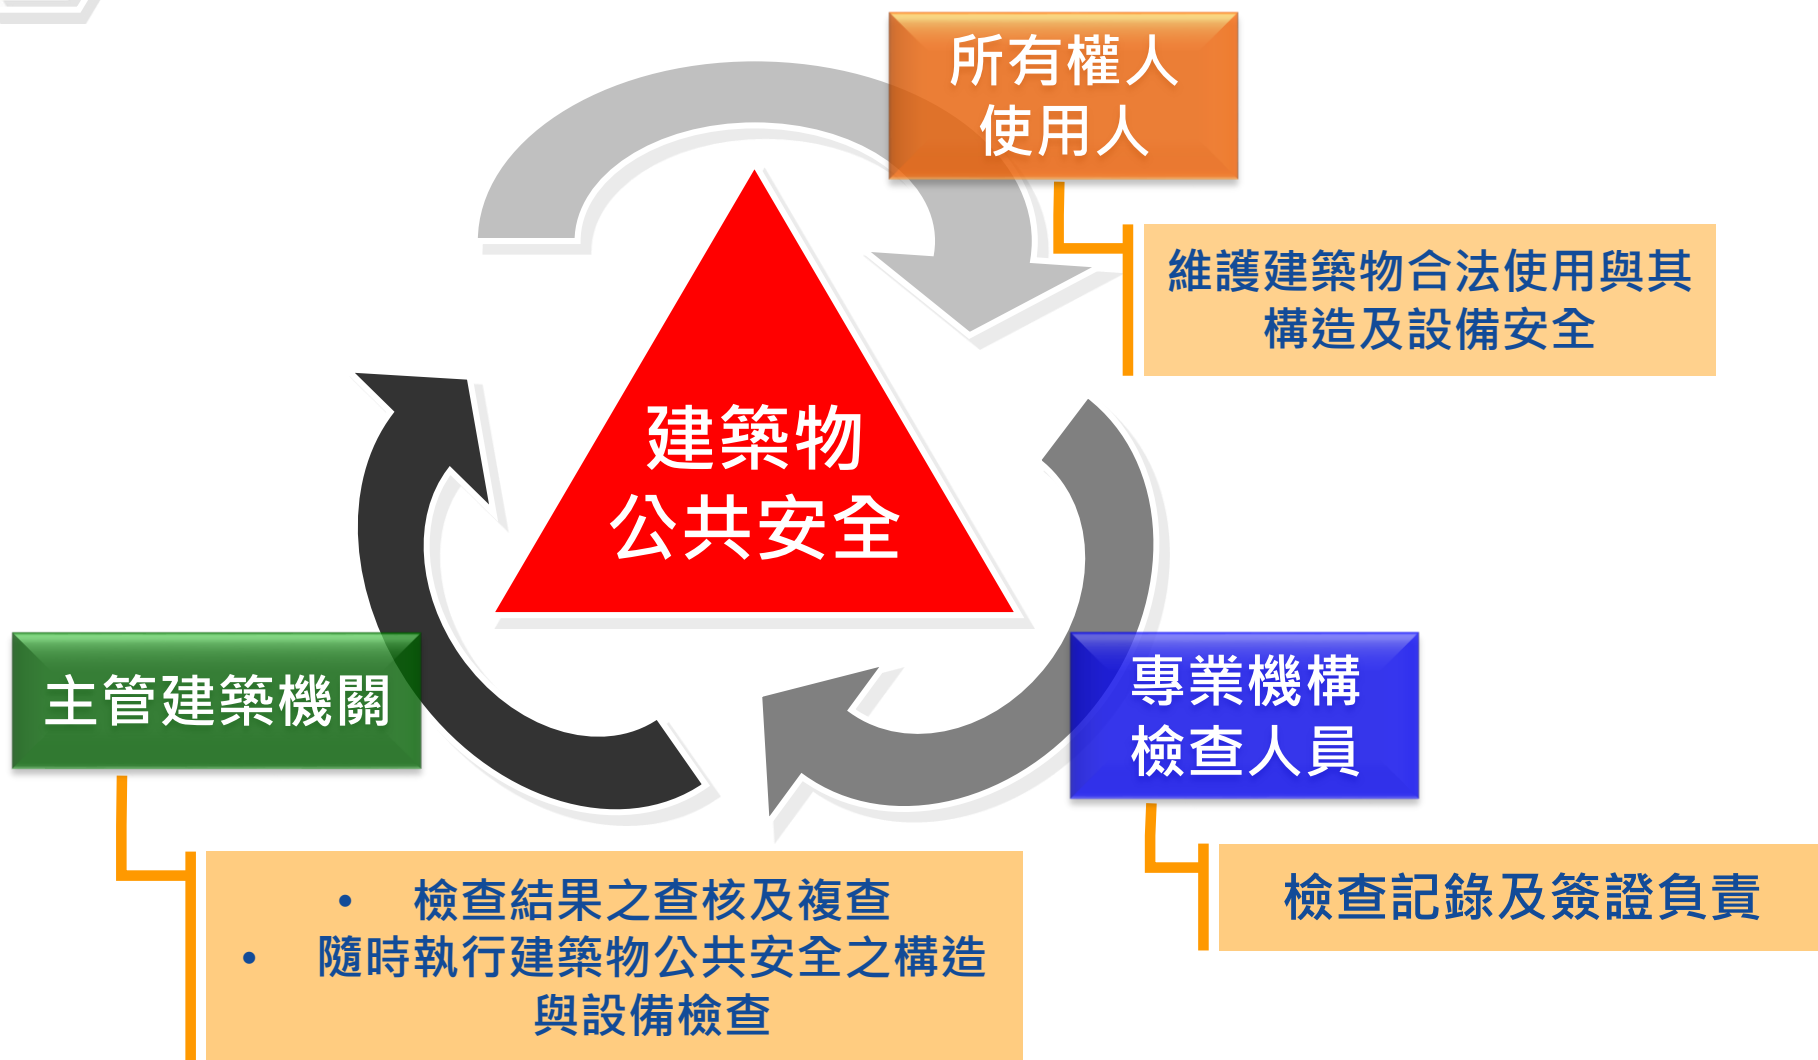 所有權人
使用人
維護建築物合法使用與其
構造及設備安全
建築物
公共安全
主管建築機關
專業機構
檢查人員
• 檢查結果之查核及複查
• 隨時執行建築物公共安全之構造
與設備檢查
檢查記錄及簽證負責